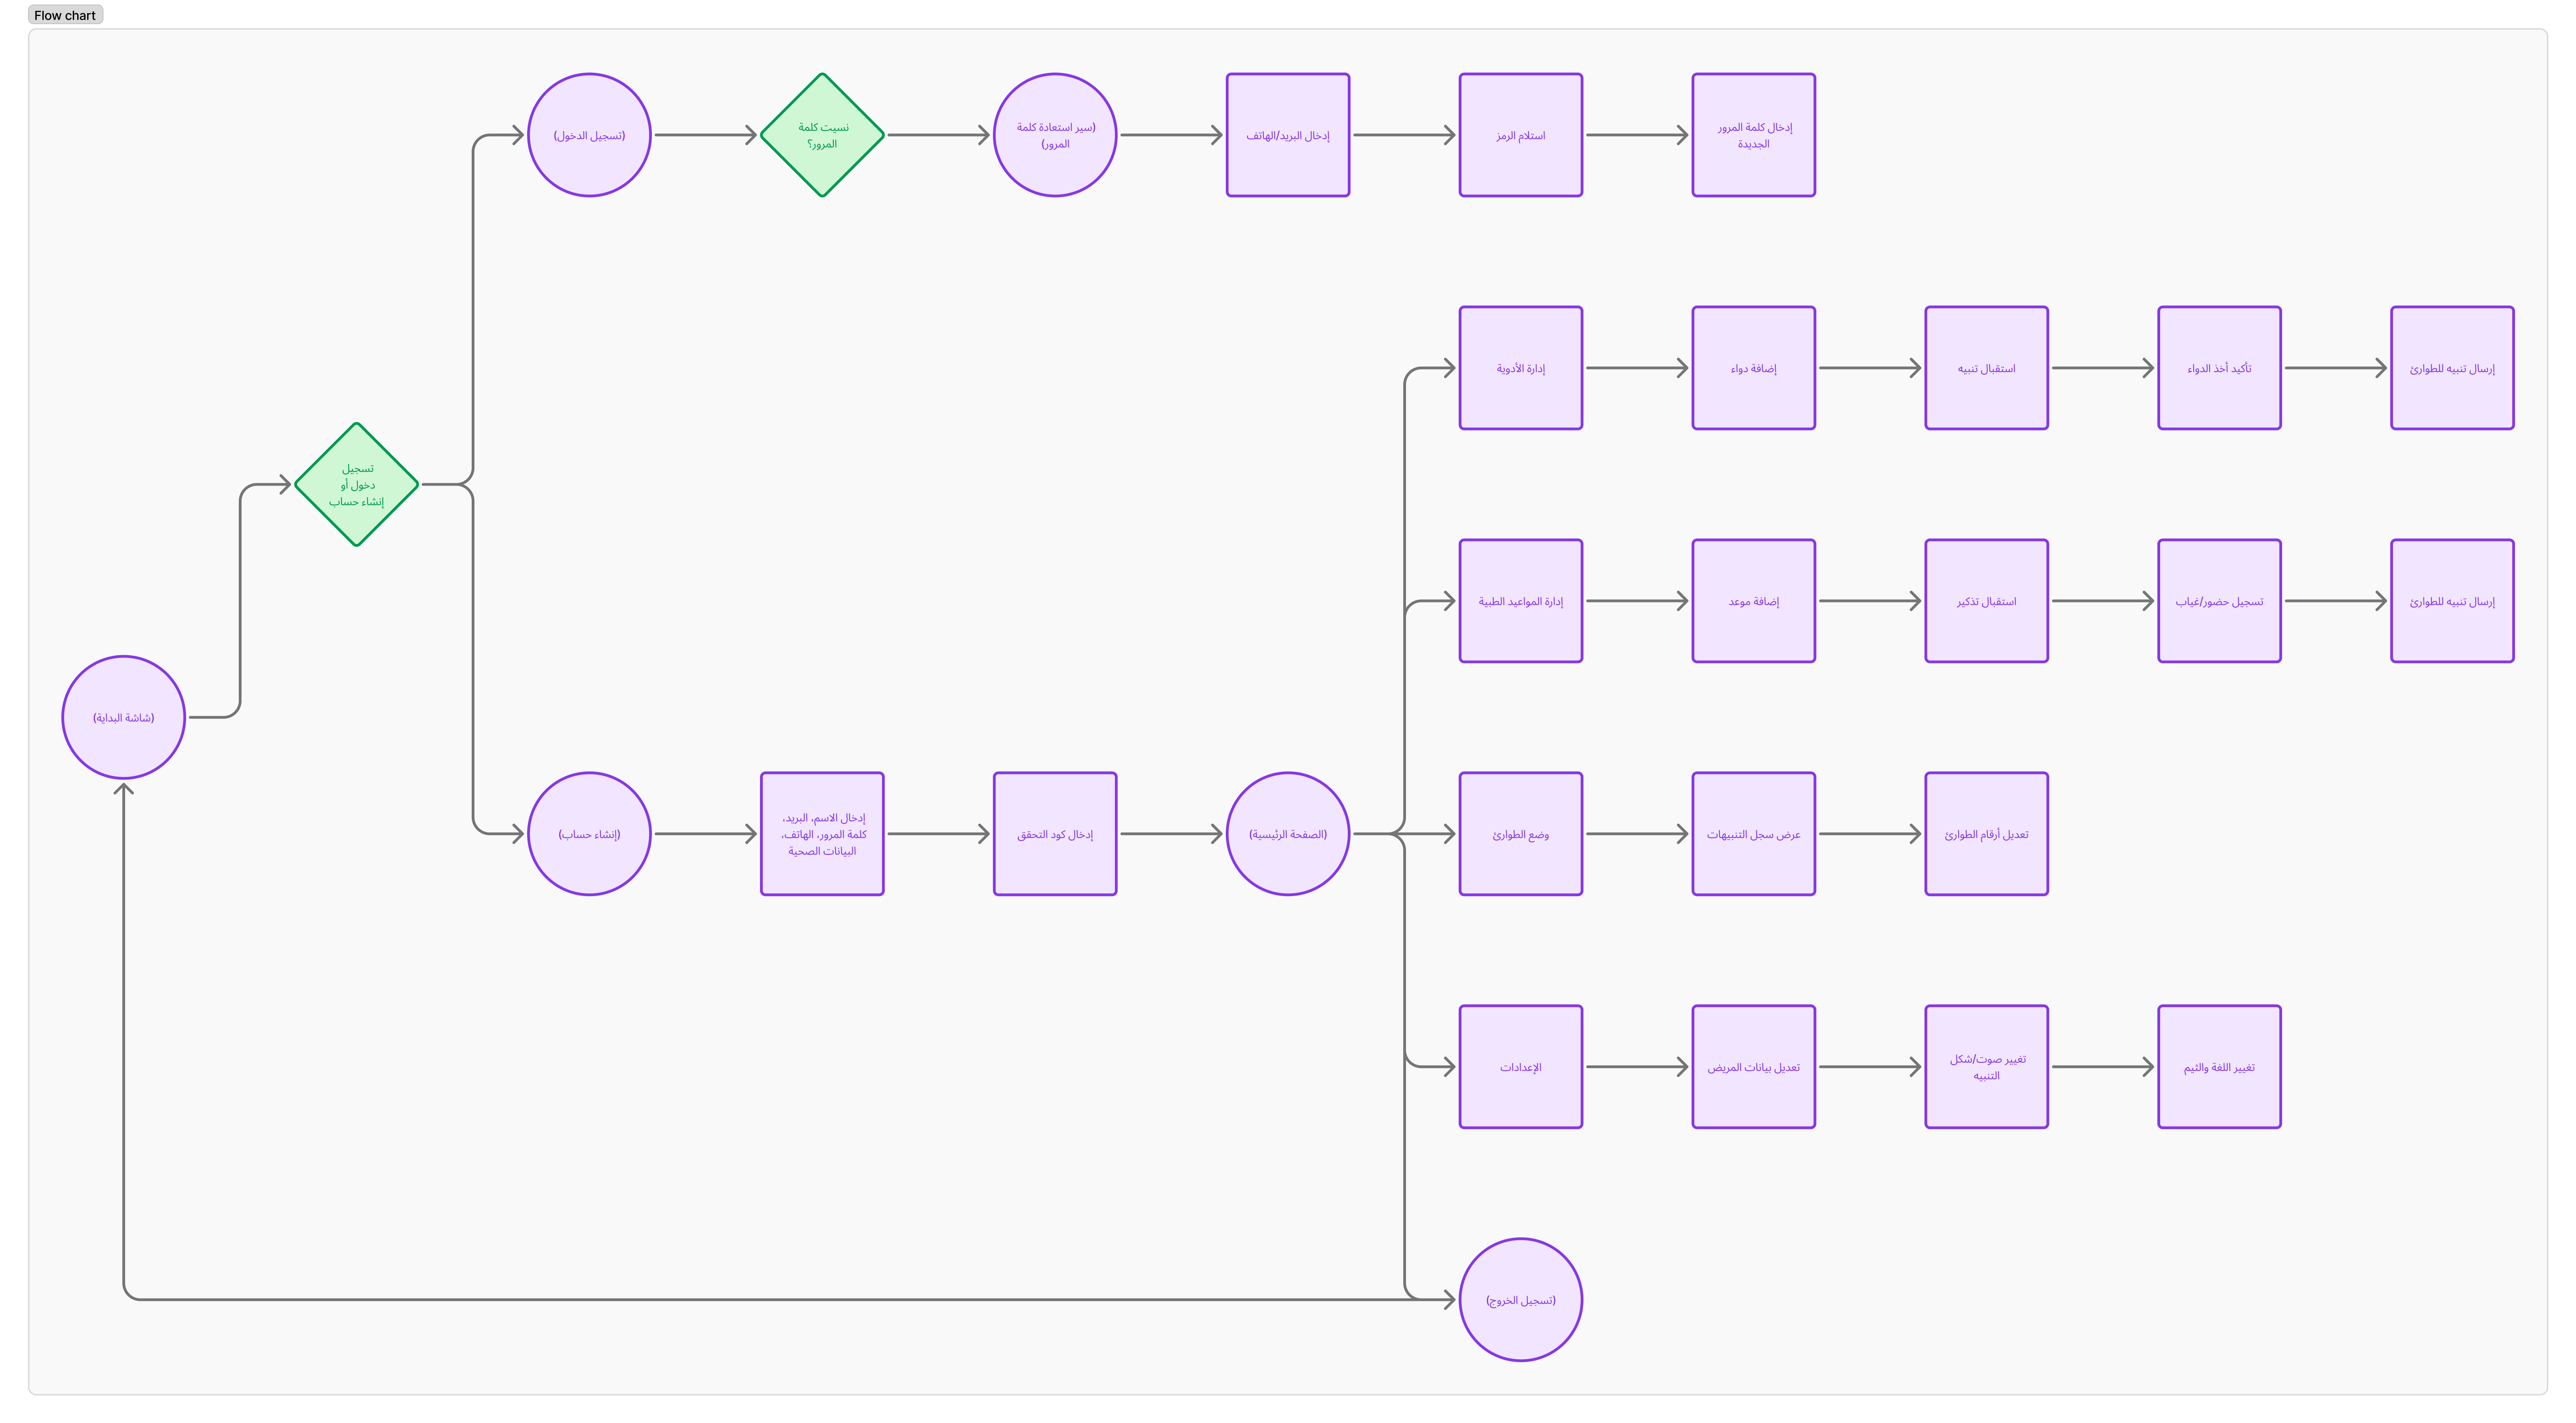 Flow chart
(تسجيل الدخول)
نسيت كلمة
المرور؟
(سير استعادة كلمة
المرور)
إدخال البريد/الهاتف
استلام الرمز
إدخال كلمة المرور
الجديدة
إدارة الأدوية
إضافة دواء
استقبال تنبيه
تأكيد أخذ الدواء
إرسال تنبيه للطوارئ
تسجيل
دخول أو
إنشاء حساب
إدارة المواعيد الطبية
إضافة موعد
استقبال تذكير
تسجيل حضور/غياب
إرسال تنبيه للطوارئ
(شاشة البداية)
(إنشاء حساب)
إدخال الاسم، البريد،
كلمة المرور، الهاتف،
البيانات الصحية
إدخال كود التحقق
(الصفحة الرئيسية)
وضع الطوارئ
عرض سجل التنبيهات
تعديل أرقام الطوارئ
الإعدادات
تعديل بيانات المريض
تغيير صوت/شكل
التنبيه
تغيير اللغة والثيم
(تسجيل الخروج)